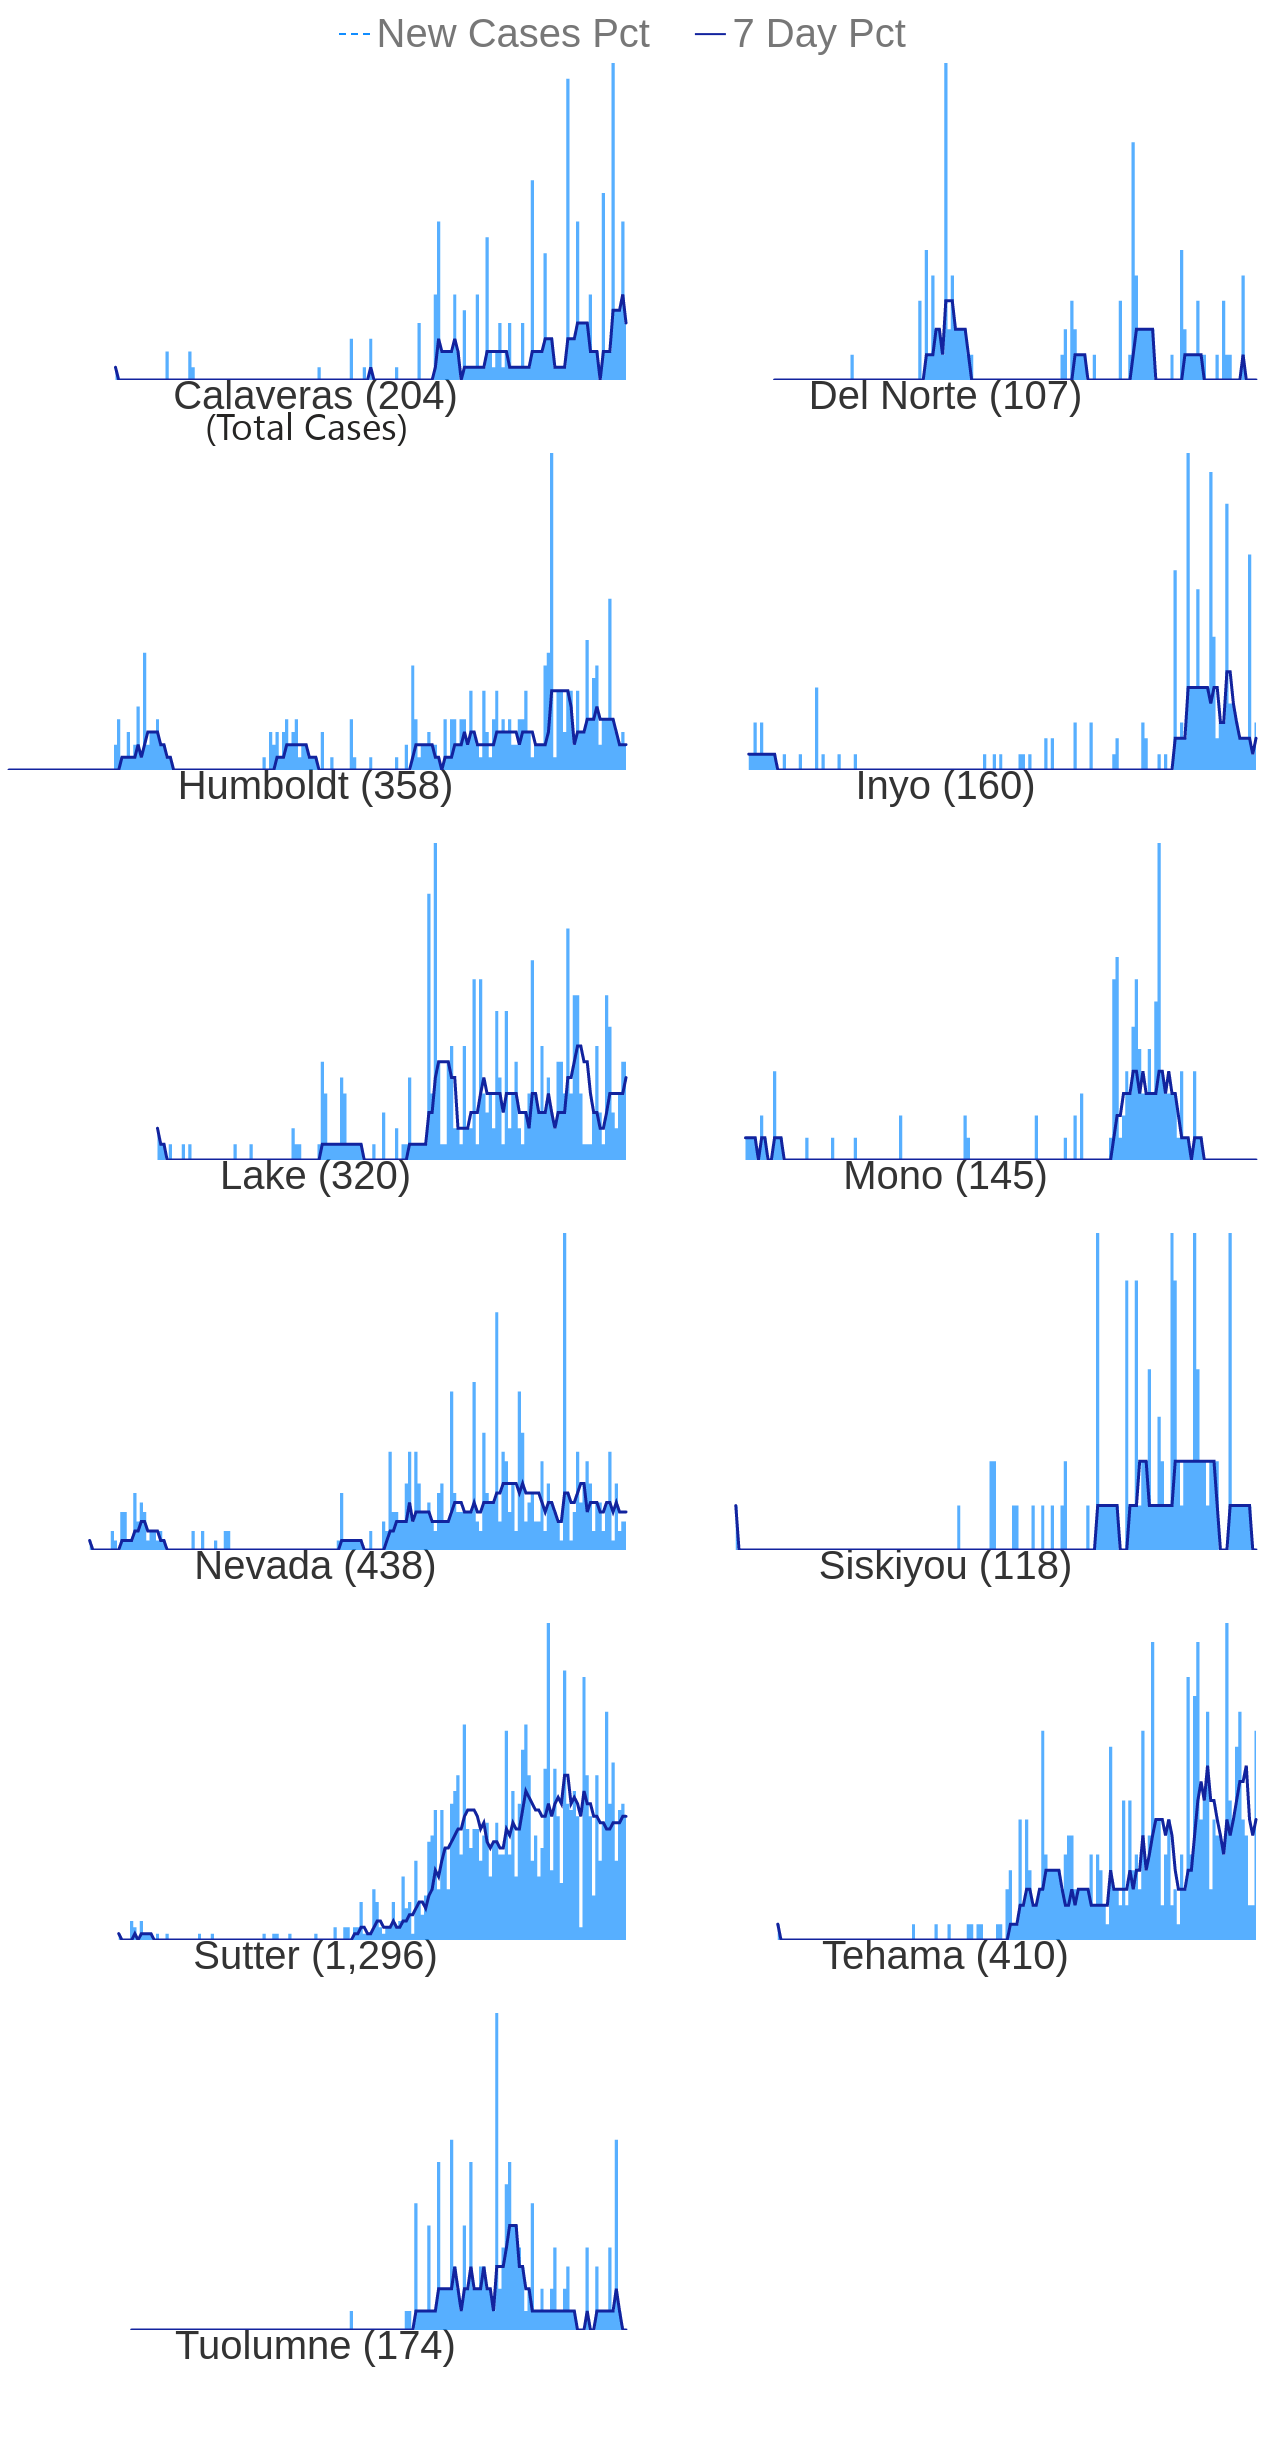 New Cases Pct 7 Day Pct
Calaveras (204) Del Norte (107)
(Total Cases)
Humboldt (358) Inyo (160)
Lake (320) Mono (145)
Nevada (438) Siskiyou (118)
Sutter (1,296) Tehama (410)
Tuolumne (174)